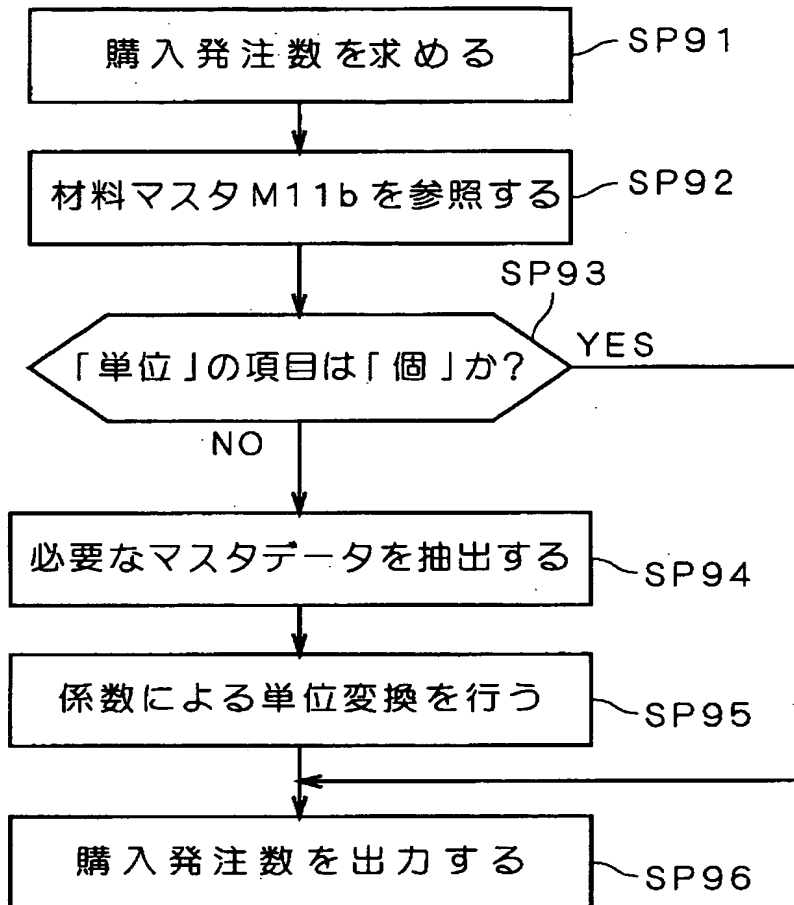 購入発注数を求める
SP91
材料マスタM11bを参照する
SP92
SP93
「単位」の項目は「個」か?
YES
NO
必要なマスタデータを抽出する
SP94
係数による単位変換を行う
SP95
購入発注数を出力する
SP96